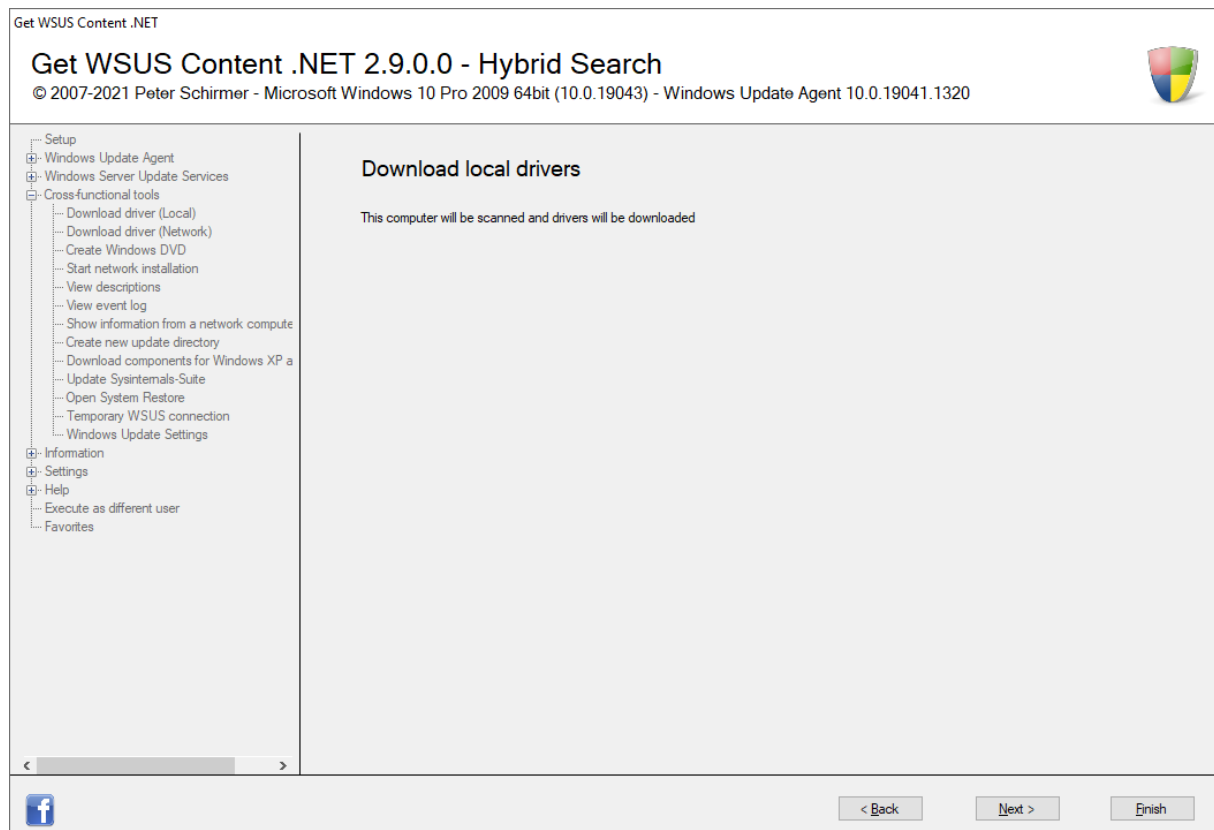 Get WSUS Content .NET
Get WSUS Content .NET 2.9.0.0 - Hybrid Search
© 2007-2021 Peter Schirmer - Microsoft Windows 10 Pro 2009 64bit (10.0.19043) - Windows Update Agent 10.0.19041.1320
Setup
Windows Update Agent
Windows Server Update Services
Cross-functional tools
Download driver (Local)
Download driver (Network)
Create Windows DVD
Start network installation
View descriptions
View event log
Show information from a network compute
Create new update directory
Download components for Windows XP a
Update Sysinternals-Suite
Open System Restore
Temporary WSUS connection
Windows Update Settings
Information
Settings
Help
Execute as different user
Favorites
Download local drivers
This computer will be scanned and drivers will be downloaded
f
< Back
Next >
Finish